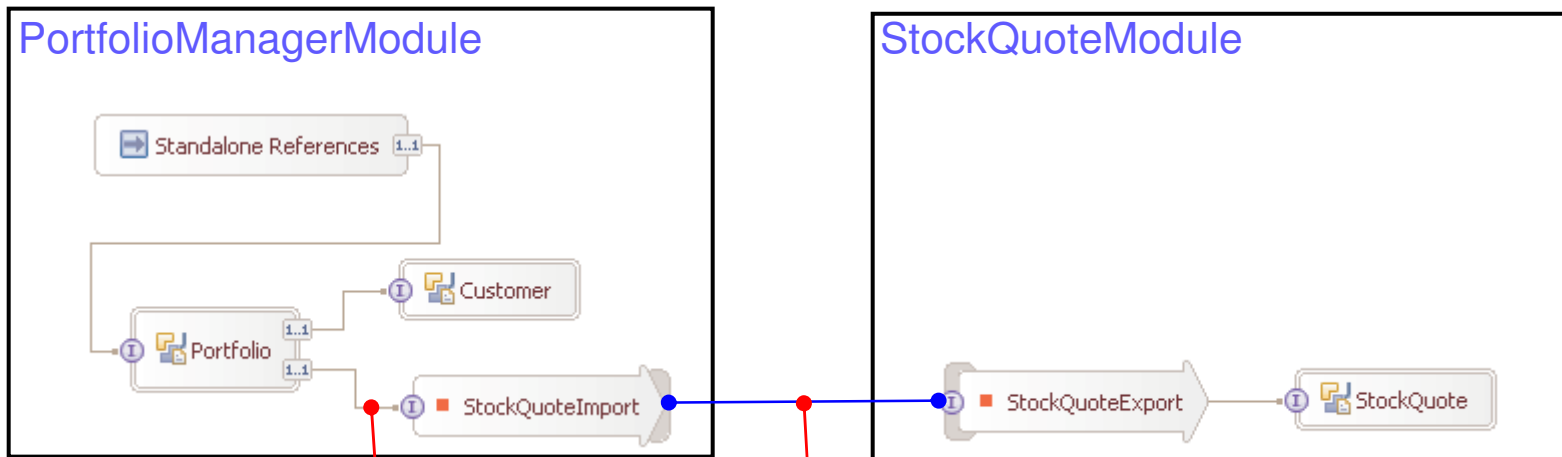 PortfolioManagerModule
StockQuoteModule
Standalone References 1..1
I Customer
1..1
I Portfolio
1..1
I StockQuoteImport
I StockQuoteExport
I StockQuote